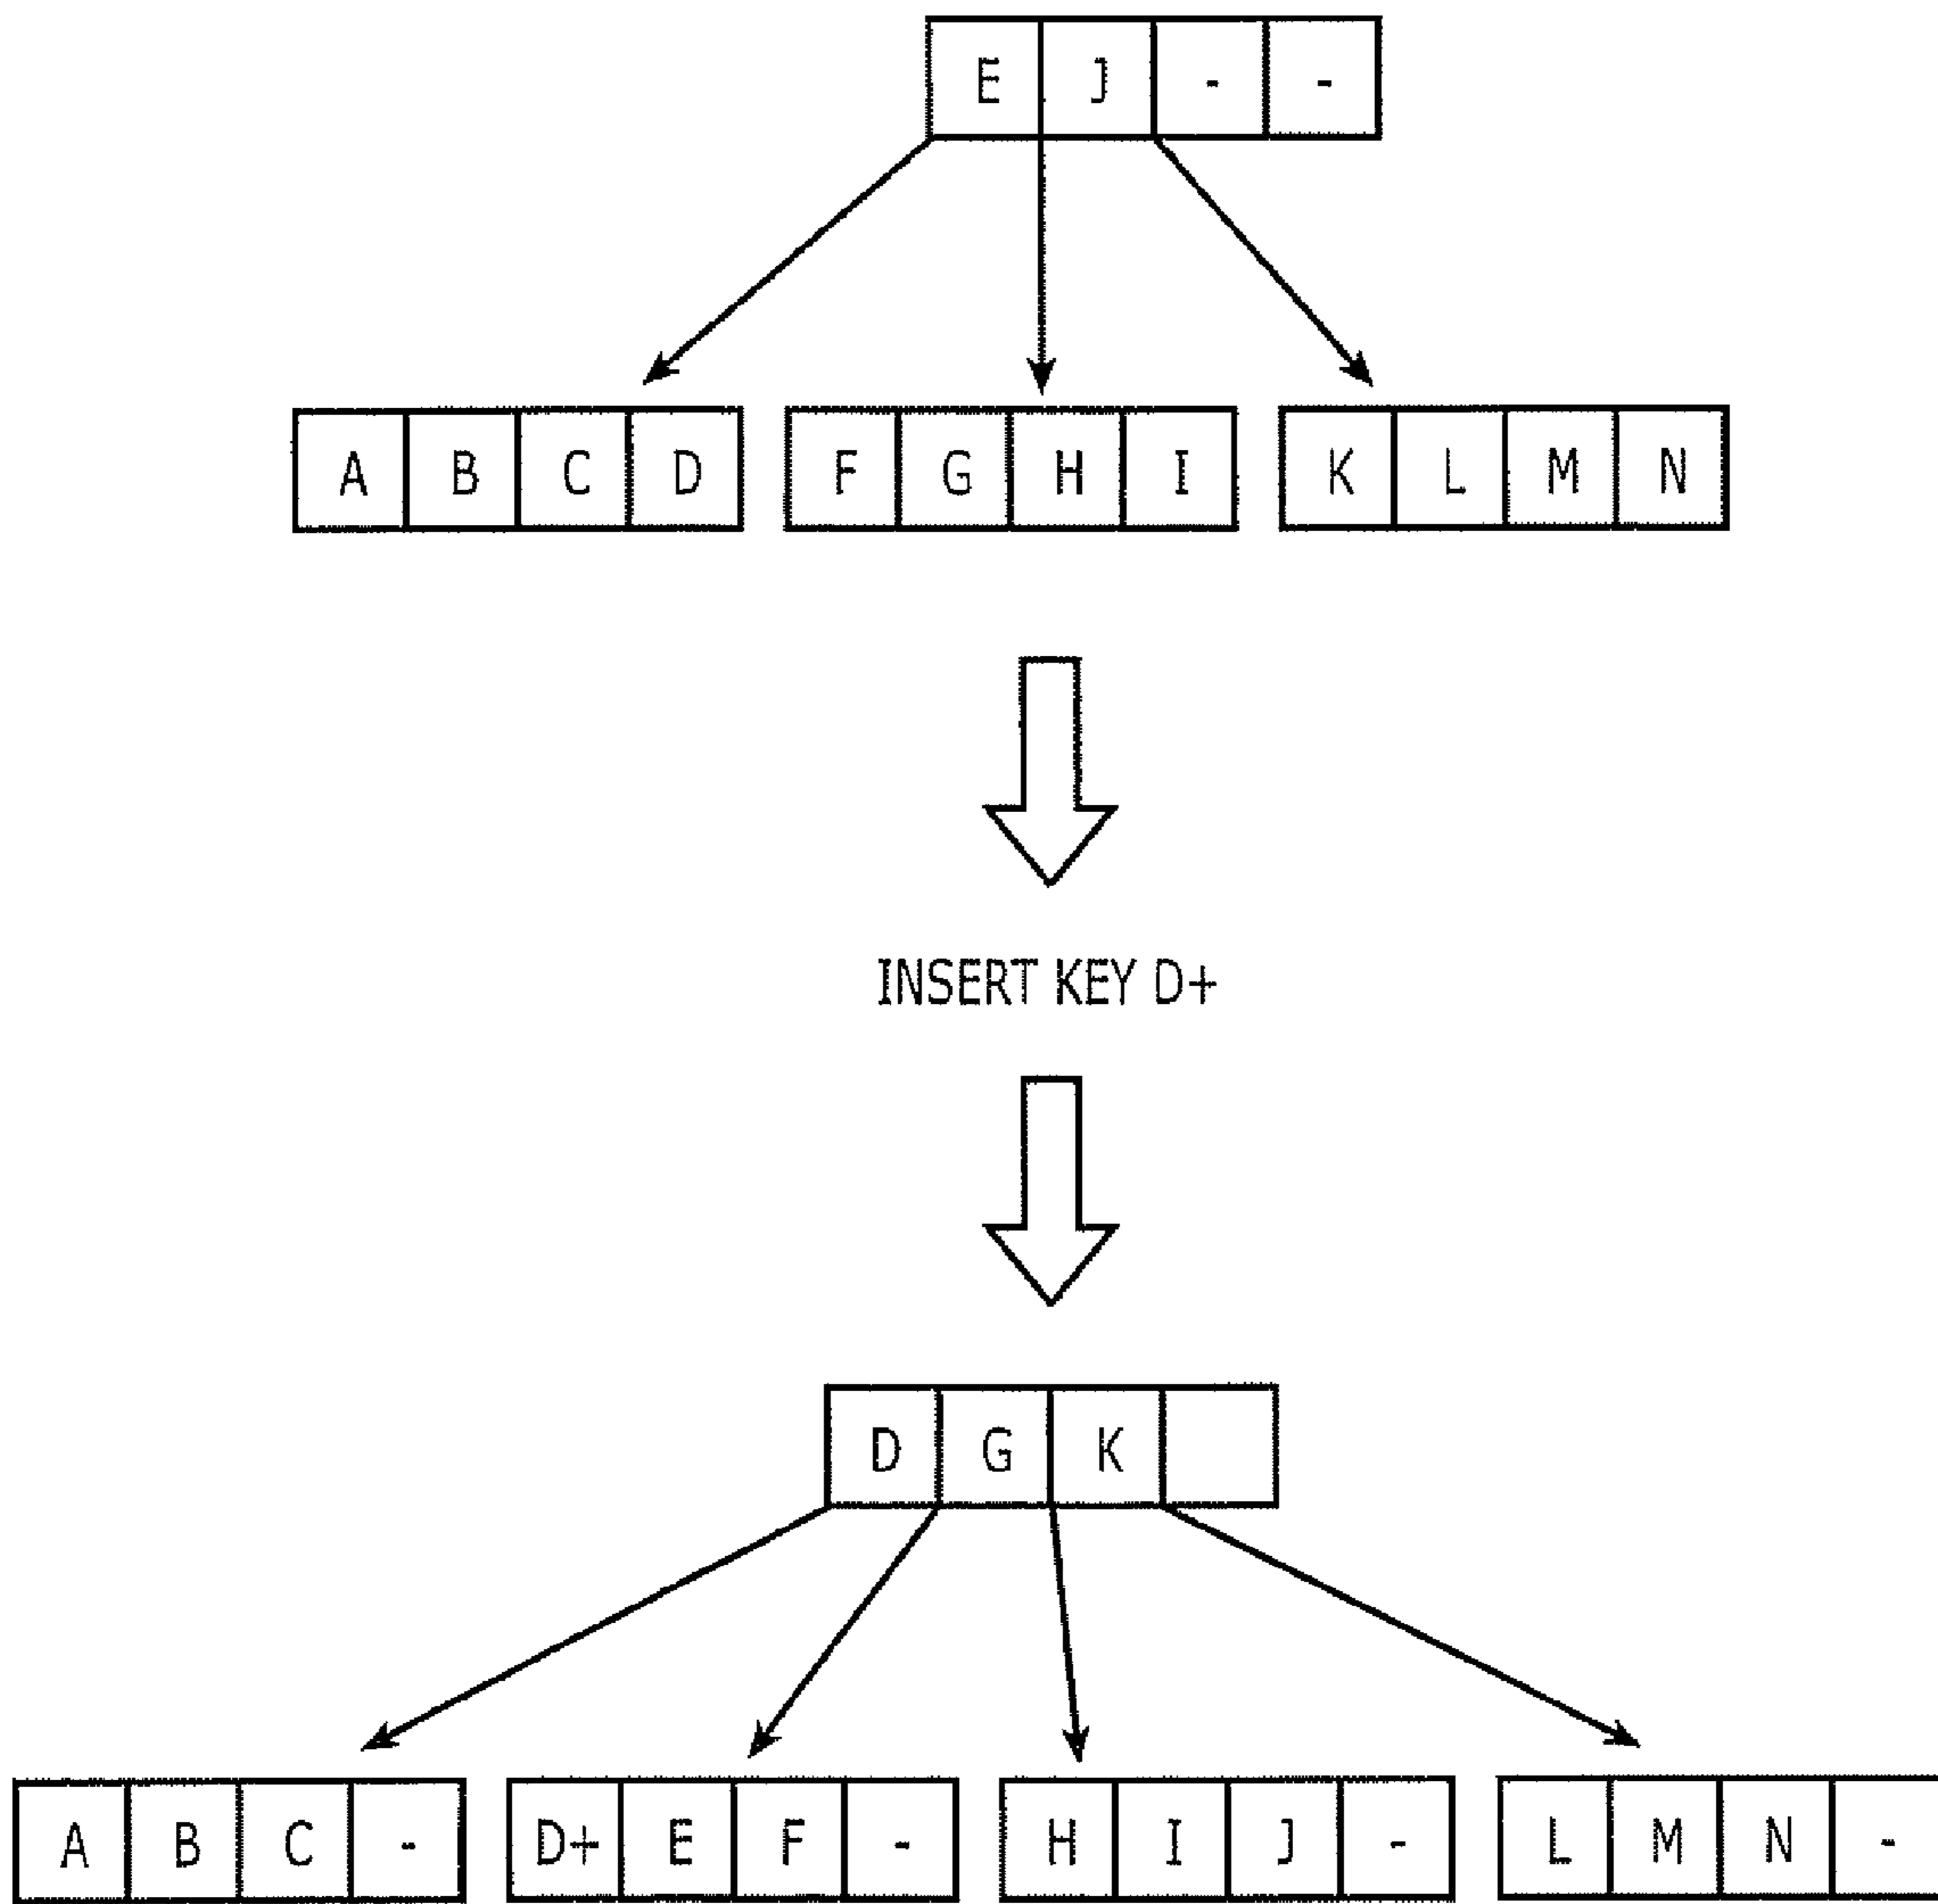 E J - -
A B C D F G H I K L M N
INSERT KEY D+
D G K
A B C - D+ E F - H I J - L M N -